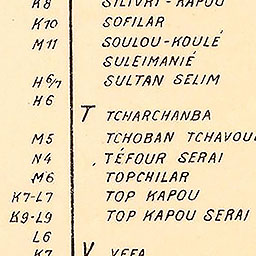 K8 SILIVRI-KAPOU
K10 SOFILAR
M11 SOULOU-KOULÉ
SULEIMANIÉ
H6/7 SULTAN SELIM
H6
T TCHARCHANBA
M5 TCHOBAN TCHAVOU
N4 TÉFOUR SERAI
M6 TOPCHILAR
K7-L7 TOP KAPOU
K9-L9 TOP KAPOU SERAI
L6
K7 V VEFA